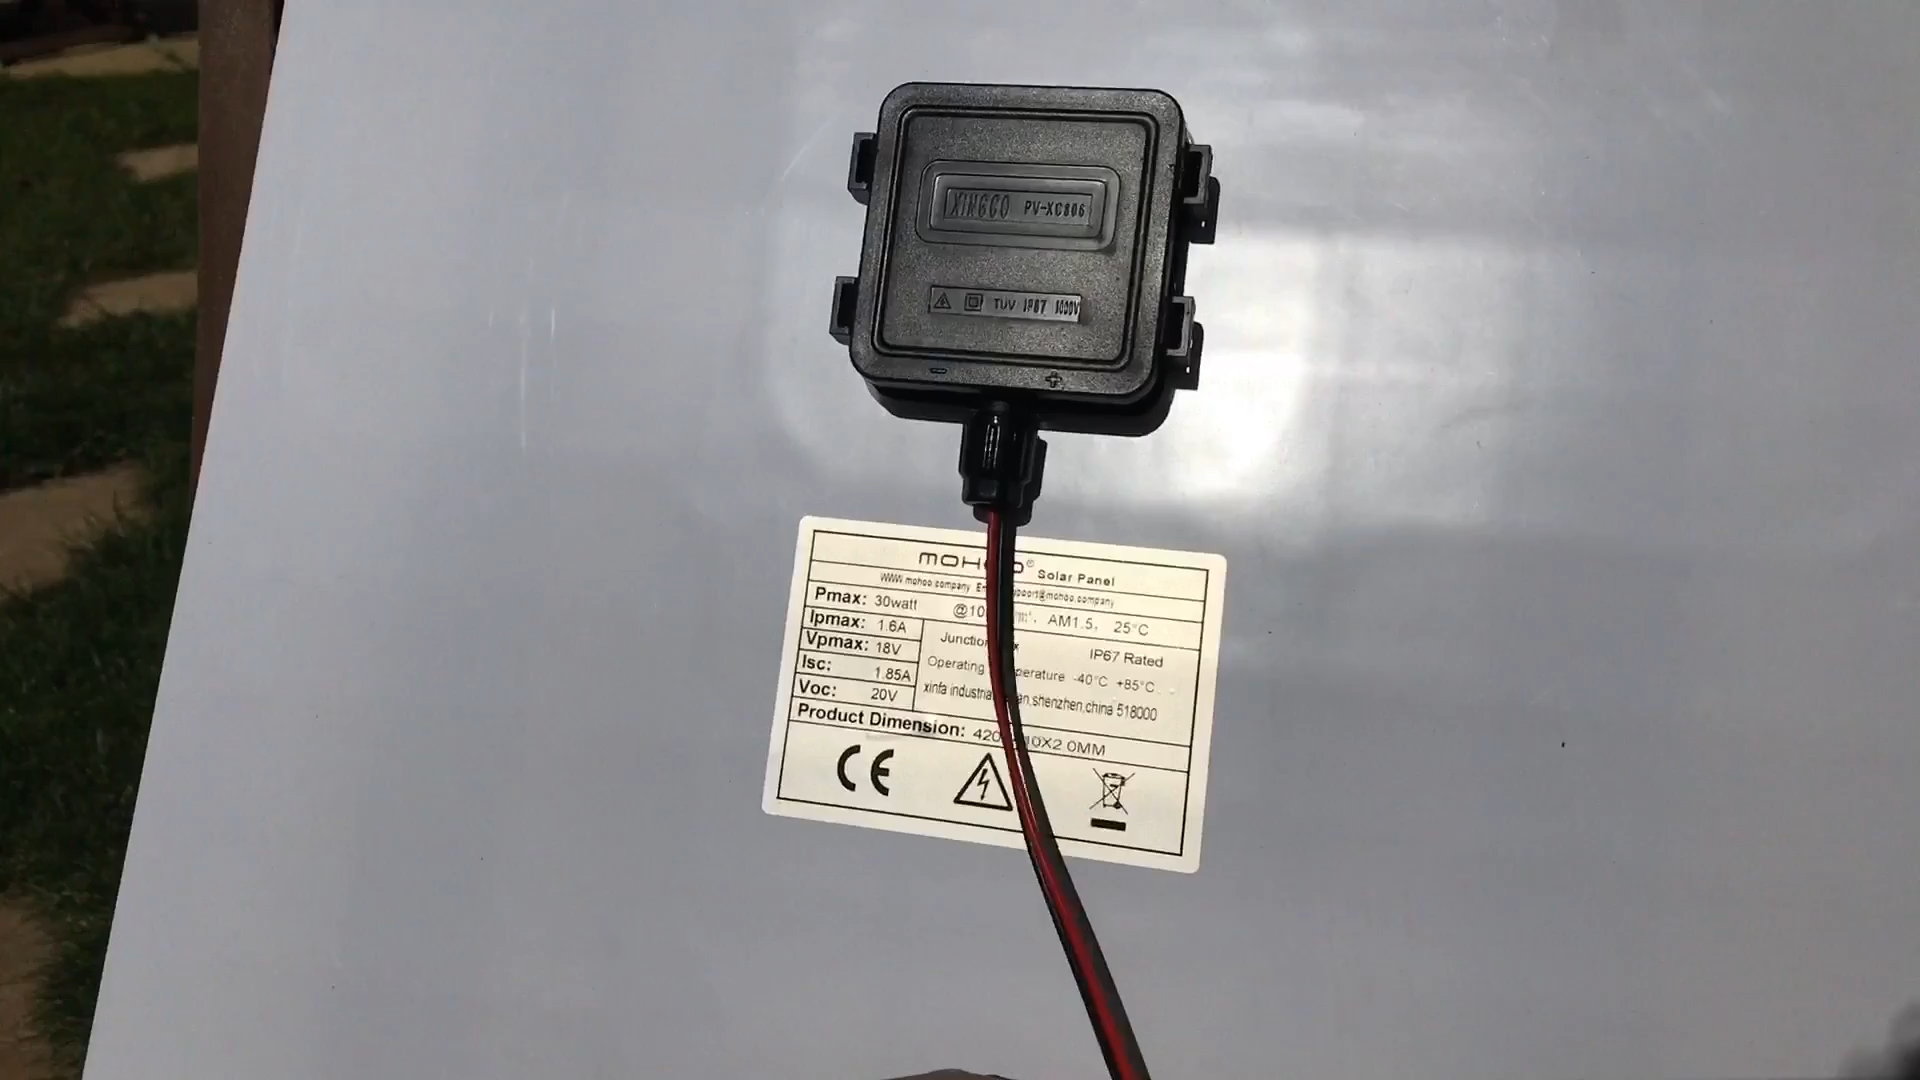 XINGCO PV-XC806
TUV IP67 1000V
- +
Solar Panel
WWW mohoo.company
Pmax: 30watt AM1.5, 25°C
Ipmax: 1.6A
IP67 Rated
Vpmax: 18V
Operating -40°C +85°C
Isc: 1.85A
xinfa shenzhen,china 518000
Voc: 20V
Product Dimension:
CE